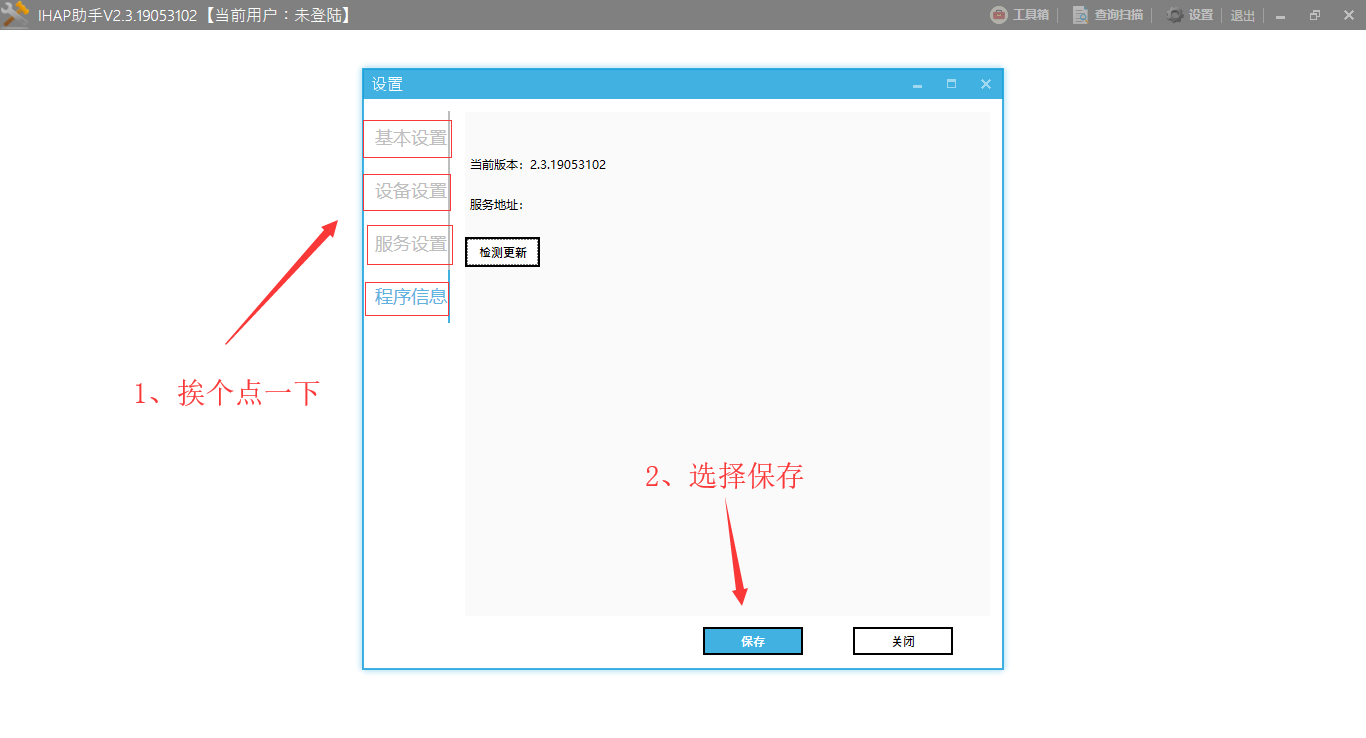 IHAP助手V2.3.19053102【当前用户：未登陆】
工具箱
查询扫描
设置
退出
设置
基本设置
设备设置
服务设置
程序信息
当前版本：2.3.19053102
服务地址：
检测更新
1、挨个点一下
2、选择保存
保存
关闭